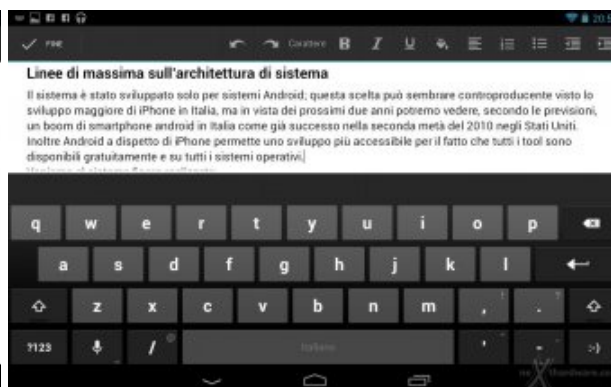 20:5
FINE Carattere B I U
Linee di massima sull'architettura di sistema
Il sistema è stato sviluppato solo per sistemi Android; questa scelta può sembrare controproducente visto lo
sviluppo maggiore di iPhone in Italia, ma in vista dei prossimi due anni potremo vedere, secondo le previsioni,
un boom di smartphone android in Italia come già successo nella seconda metà del 2010 negli Stati Uniti.
Inoltre Android a dispetto di iPhone permette uno sviluppo più accessibile per il fatto che tutti i tool sono
disponibili gratuitamente e su tutti i sistemi operativi.
q w e r t y u i o p
a s d f g h j k l
z x c v b n m , ! . ?
?123 / @ Italiano ' - :-)